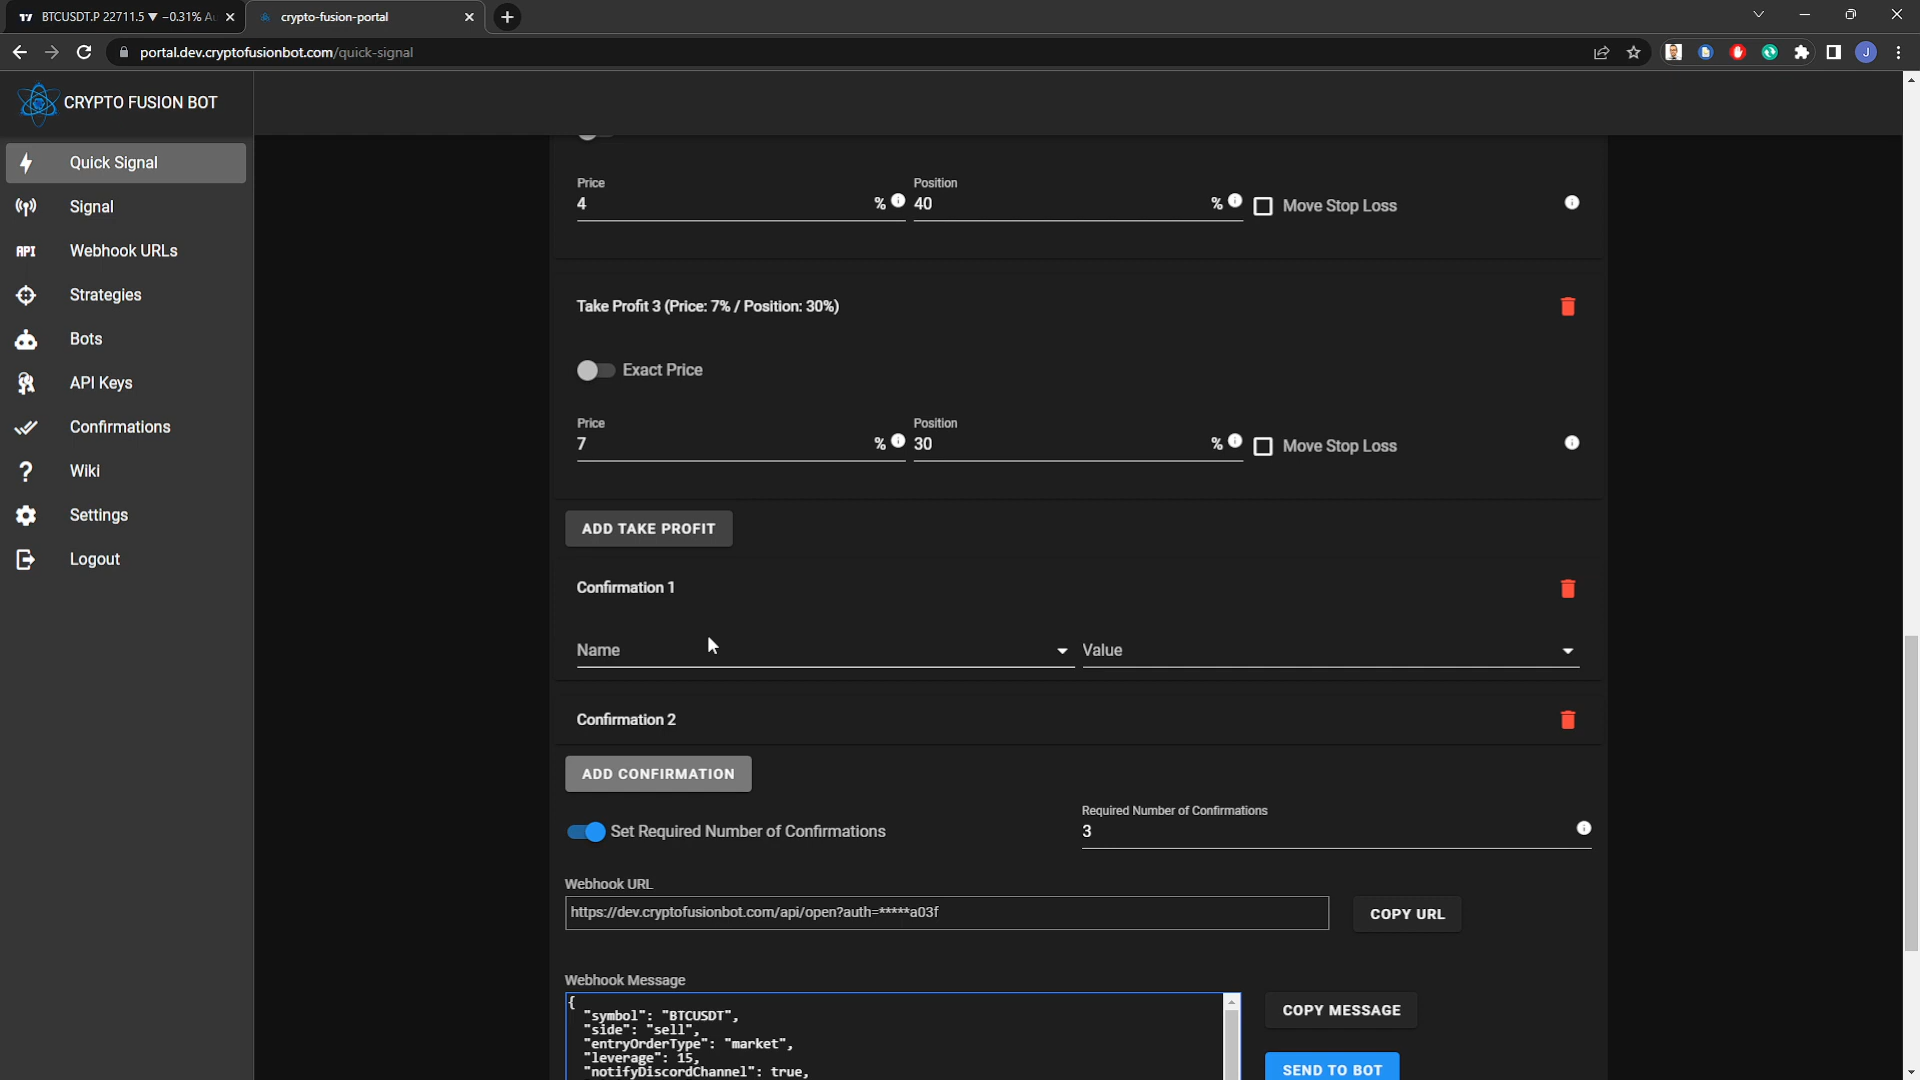 BTCUSDT.P 22711.5 ▼ −0.31%
crypto-fusion-portal
portal.dev.cryptofusionbot.com/quick-signal
J
CRYPTO FUSION BOT
Quick Signal
Signal
API Webhook URLs
Strategies
Bots
API Keys
Confirmations
Wiki
Settings
Logout
Price
4 %
Position
40 %
Move Stop Loss
Take Profit 3 (Price: 7% / Position: 30%)
Exact Price
Price
7 %
Position
30 %
Move Stop Loss
ADD TAKE PROFIT
Confirmation 1
Name
Value
Confirmation 2
ADD CONFIRMATION
Set Required Number of Confirmations
Required Number of Confirmations
3
Webhook URL
https://dev.cryptofusionbot.com/api/open?auth=*****a03f
COPY URL
Webhook Message
{
"symbol": "BTCUSDT",
"side": "sell",
"entryOrderType": "market",
"leverage": 15,
"notifyDiscordChannel": true,
COPY MESSAGE
SEND TO BOT